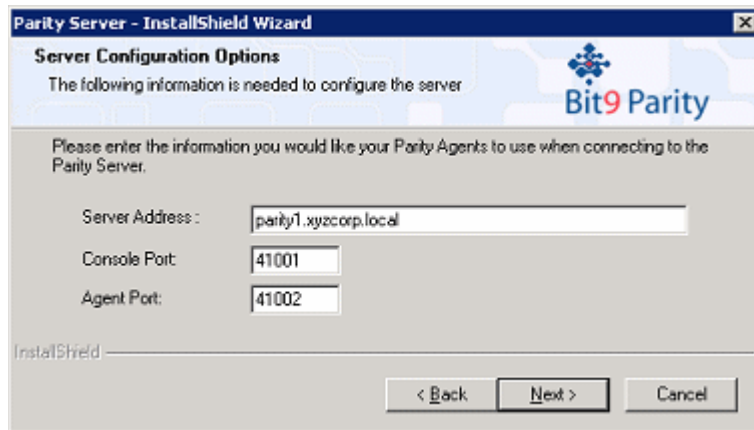 Parity Server - InstallShield Wizard
Server Configuration Options
The following information is needed to configure the server
Bit9 Parity
Please enter the information you would like your Parity Agents to use when connecting to the
Parity Server.
Server Address : parity1.xyzcorp.local
Console Port: 41001
Agent Port: 41002
InstallShield
< Back Next > Cancel